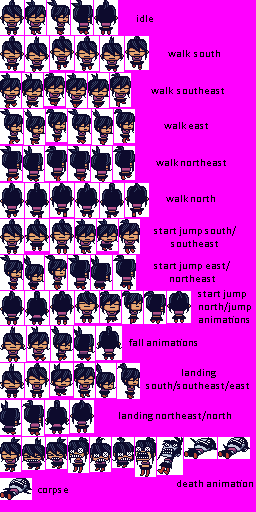 idle
walk south
walk southeast
walk east
walk northeast
walk north
start jump south/
southeast
start jump east/
northeast
start jump
north/jump
animations
fall animations
landing
south/southeast/east
landing northeast/north
death animation
corpse